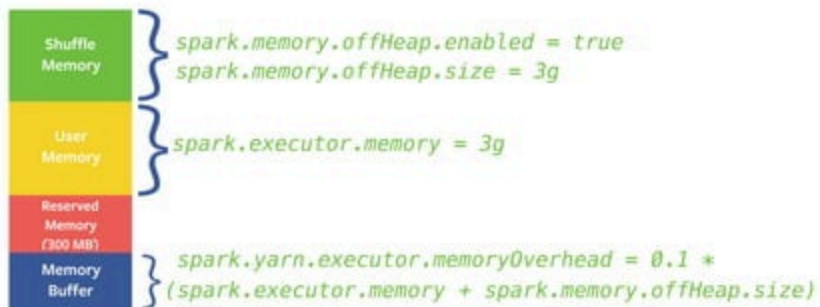 Shuffle
Memory
spark.memory.offHeap.enabled = true
spark.memory.offHeap.size = 3g
User
Memory
spark.executor.memory = 3g
Reserved
Memory
(300 MB)
Memory
Buffer
spark.yarn.executor.memoryOverhead = 0.1 *
(spark.executor.memory + spark.memory.offHeap.size)